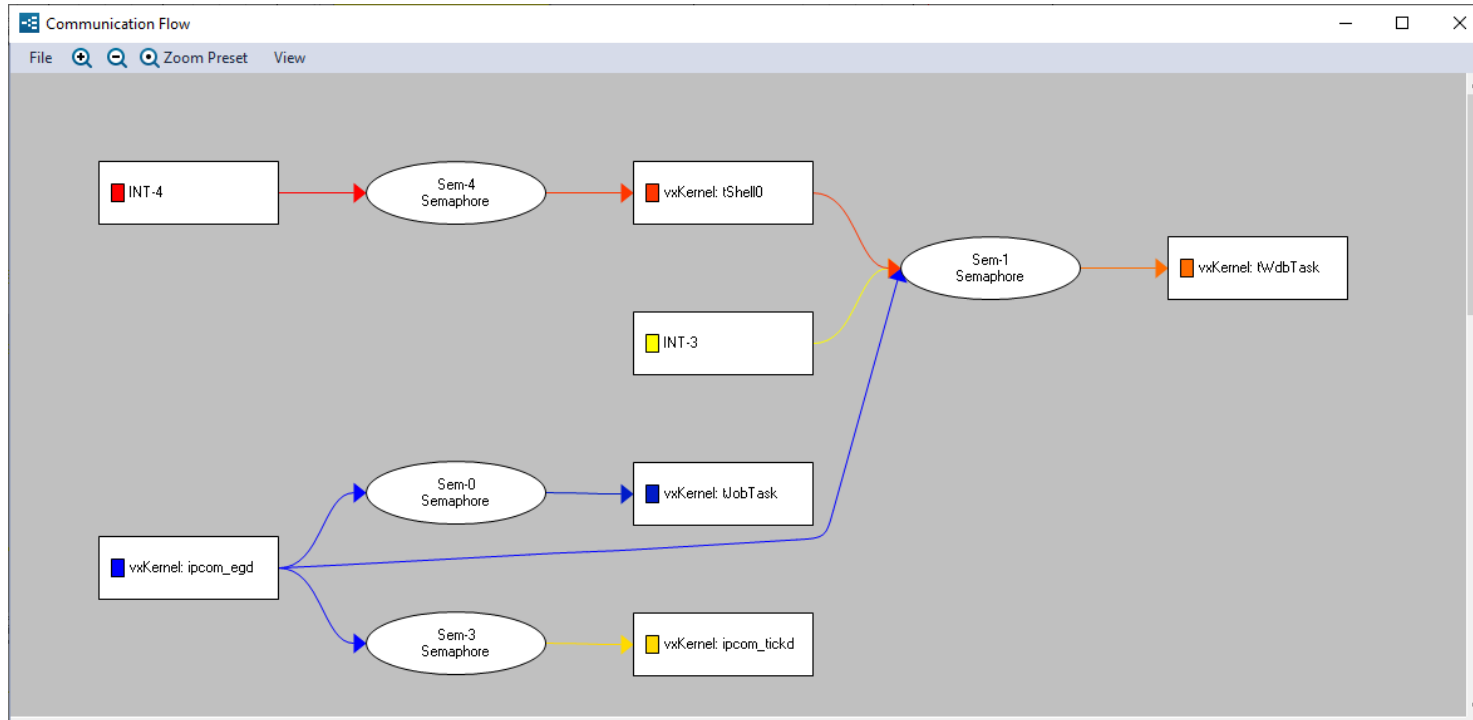 Communication Flow
File Zoom Preset View
INT-4
Sem-4
Semaphore
vxKernel: tShell0
Sem-1
Semaphore
vxKernel: tWdbTask
INT-3
Sem-0
Semaphore
vxKernel: tJobTask
vxKernel: ipcom_egd
Sem-3
Semaphore
vxKernel: ipcom_tickd